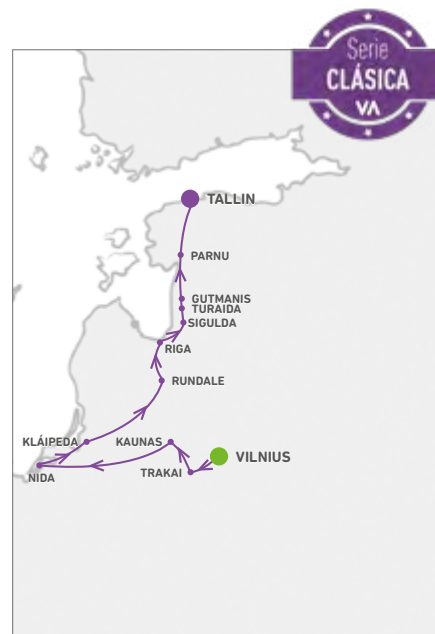 Serie
CLÁSICA
VA
TALLIN
PARNU
GUTMANIS
TURAIDA
SIGULDA
RIGA
RUNDALE
KLÁIPEDA
KAUNAS
VILNIUS
TRAKAI
NIDA